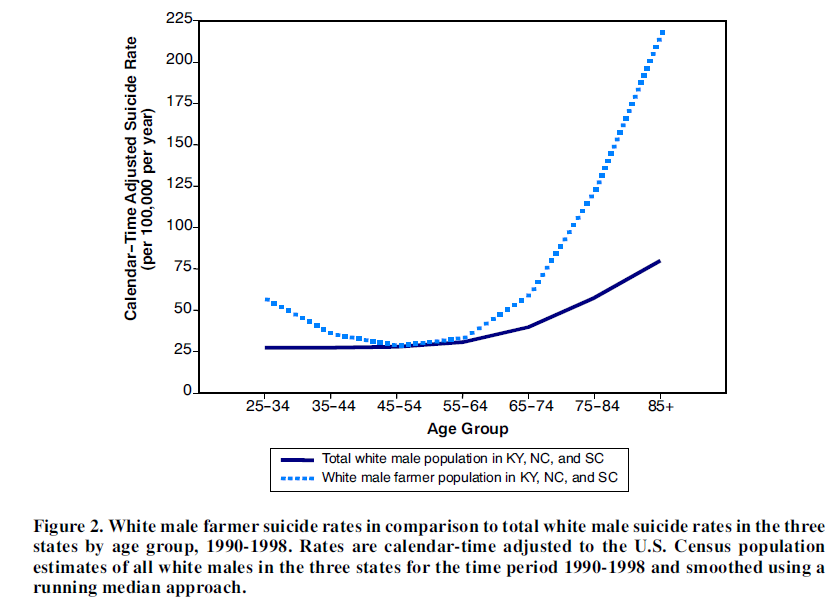 Calendar-Time Adjusted Suicide Rate
(per 100,000 per year)
225
200
175
150
125
100
75
50
25
0
25-34 35-44 45-54 55-64 65-74 75-84 85+
Age Group
Total white male population in KY, NC, and SC
White male farmer population in KY, NC, and SC
Figure 2. White male farmer suicide rates in comparison to total white male suicide rates in the three
states by age group, 1990-1998. Rates are calendar-time adjusted to the U.S. Census population
estimates of all white males in the three states for the time period 1990-1998 and smoothed using a
running median approach.